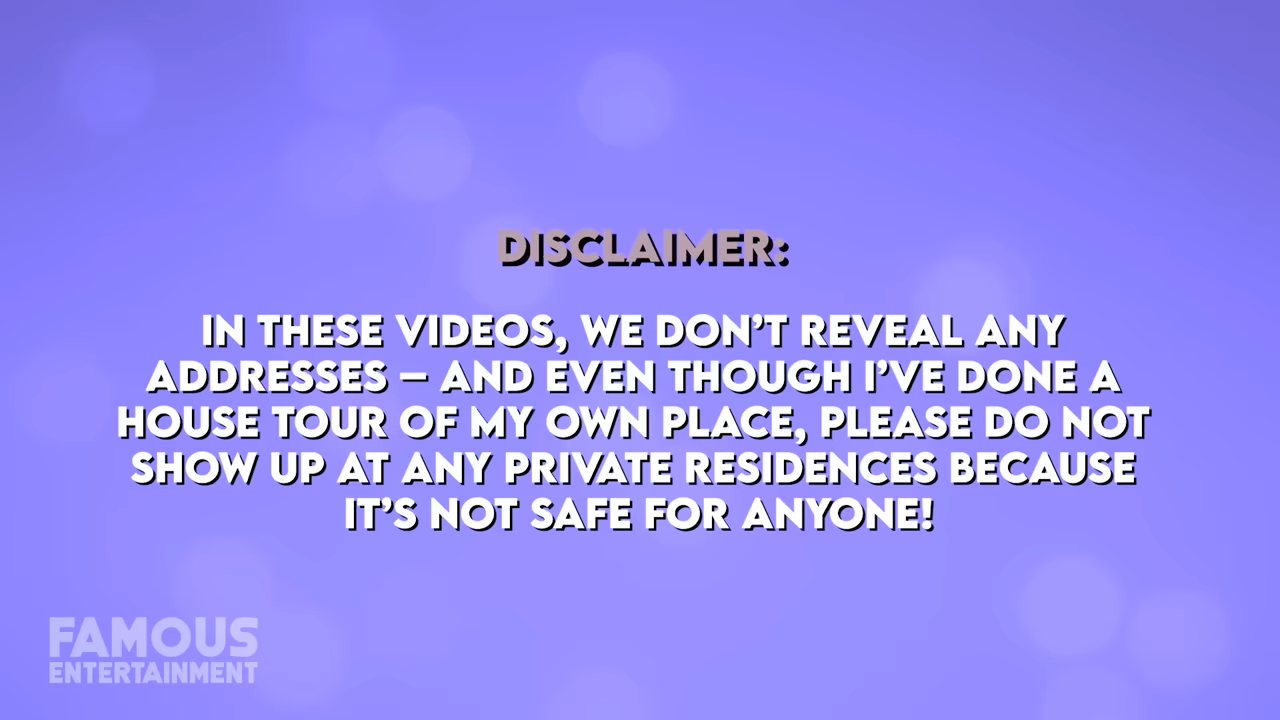 DISCLAIMER:
IN THESE VIDEOS, WE DON'T REVEAL ANY
ADDRESSES – AND EVEN THOUGH I'VE DONE A
HOUSE TOUR OF MY OWN PLACE, PLEASE DO NOT
SHOW UP AT ANY PRIVATE RESIDENCES BECAUSE
IT'S NOT SAFE FOR ANYONE!
FAMOUS
ENTERTAINMENT